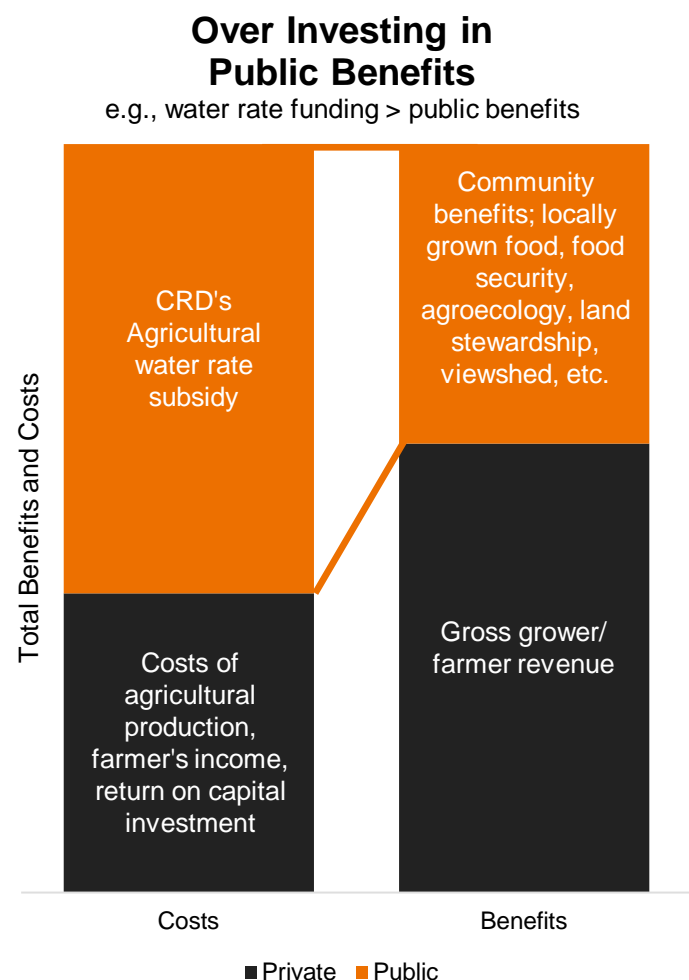 Over Investing in
Public Benefits
e.g., water rate funding > public benefits
Total Benefits and Costs
CRD's
Agricultural
water rate
subsidy
Costs of
agricultural
production,
farmer's income,
return on capital
investment
Community
benefits; locally
grown food, food
security,
agroecology, land
stewardship,
viewshed, etc.
Gross grower/
farmer revenue
Costs
Benefits
Private Public